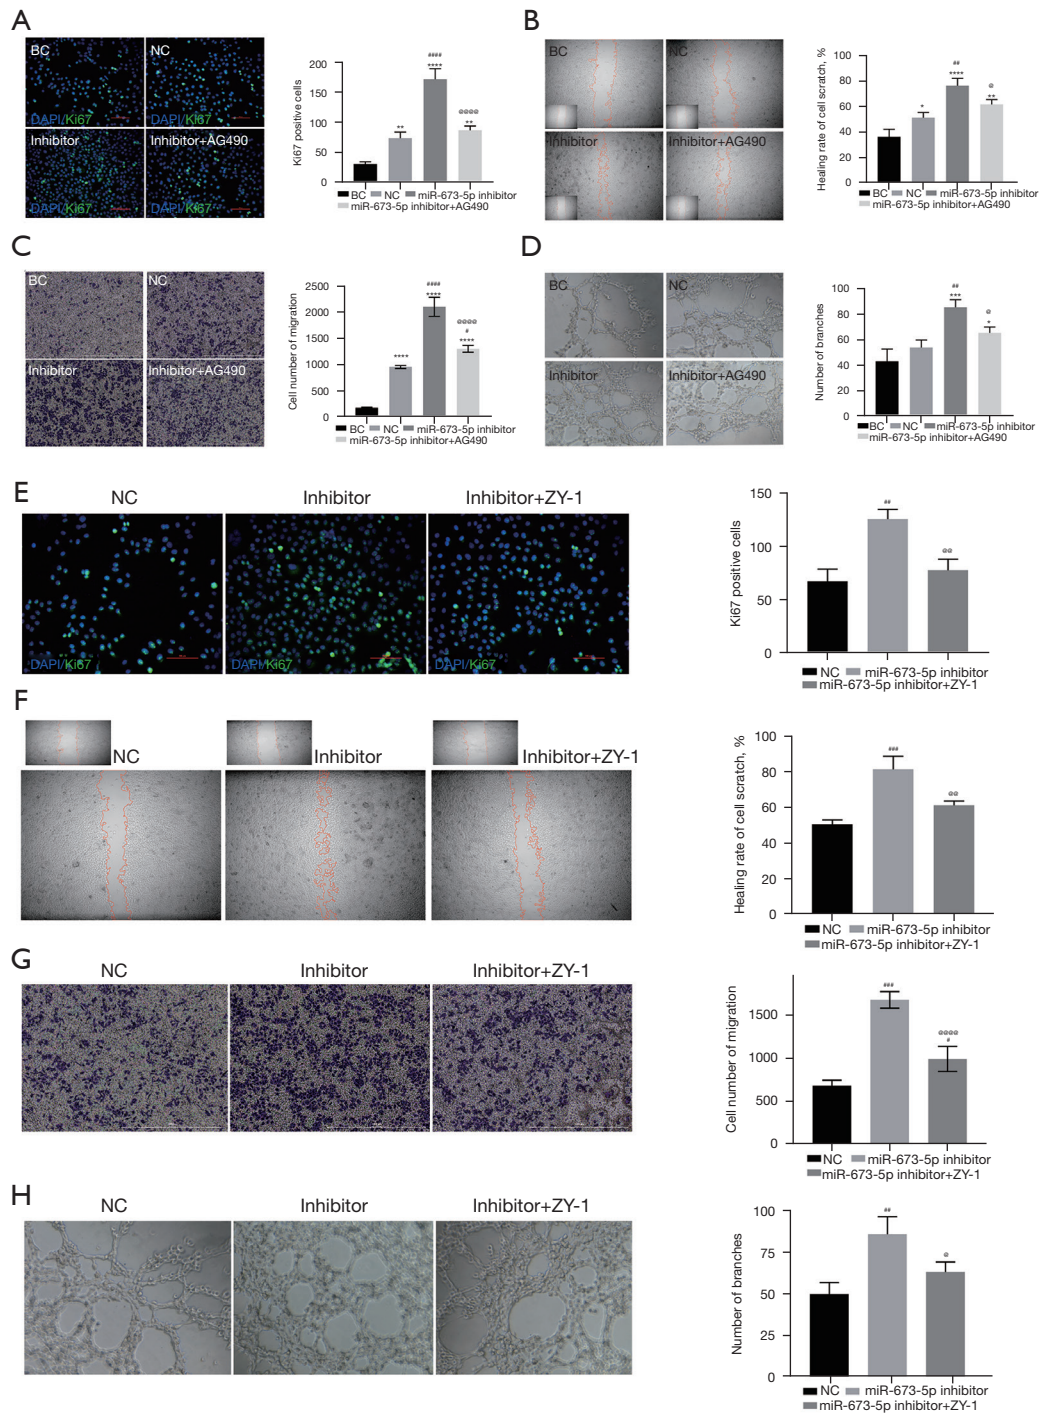 A
BC
NC
DAPI/Ki67
DAPI/Ki67
Inhibitor
Inhibitor+AG490
DAPI/Ki67
DAPI/Ki67
Ki67 positive cells
200
150
100
50
0
####
****
**
@@@@
**
BC NC miR-673-5p inhibitor
miR-673-5p inhibitor+AG490
B
BC
NC
Inhibitor
Inhibitor+AG490
Healing rate of cell scratch, %
100
80
60
40
20
0
*
##
****
@
**
BC NC miR-673-5p inhibitor
miR-673-5p inhibitor+AG490
C
BC
NC
Inhibitor
Inhibitor+AG490
Cell number of migration
2500
2000
1500
1000
500
0
****
####
****
@@@@
#
****
BC NC miR-673-5p inhibitor
miR-673-5p inhibitor+AG490
D
BC
NC
Inhibitor
Inhibitor+AG490
Number of branches
100
80
60
40
20
0
##
***
@
*
BC NC miR-673-5p inhibitor
miR-673-5p inhibitor+AG490
E
NC
Inhibitor
Inhibitor+ZY-1
DAPI/Ki67
DAPI/Ki67
DAPI/Ki67
Ki67 positive cells
150
100
50
0
##
@@
NC miR-673-5p inhibitor
miR-673-5p inhibitor+ZY-1
F
NC
Inhibitor
Inhibitor+ZY-1
Healing rate of cell scratch, %
100
80
60
40
20
0
###
@@
NC miR-673-5p inhibitor
miR-673-5p inhibitor+ZY-1
G
NC
Inhibitor
Inhibitor+ZY-1
Cell number of migration
1500
1000
500
0
###
@@@@
#
NC miR-673-5p inhibitor
miR-673-5p inhibitor+ZY-1
H
NC
Inhibitor
Inhibitor+ZY-1
Number of branches
100
75
50
25
0
##
@
NC miR-673-5p inhibitor
miR-673-5p inhibitor+ZY-1